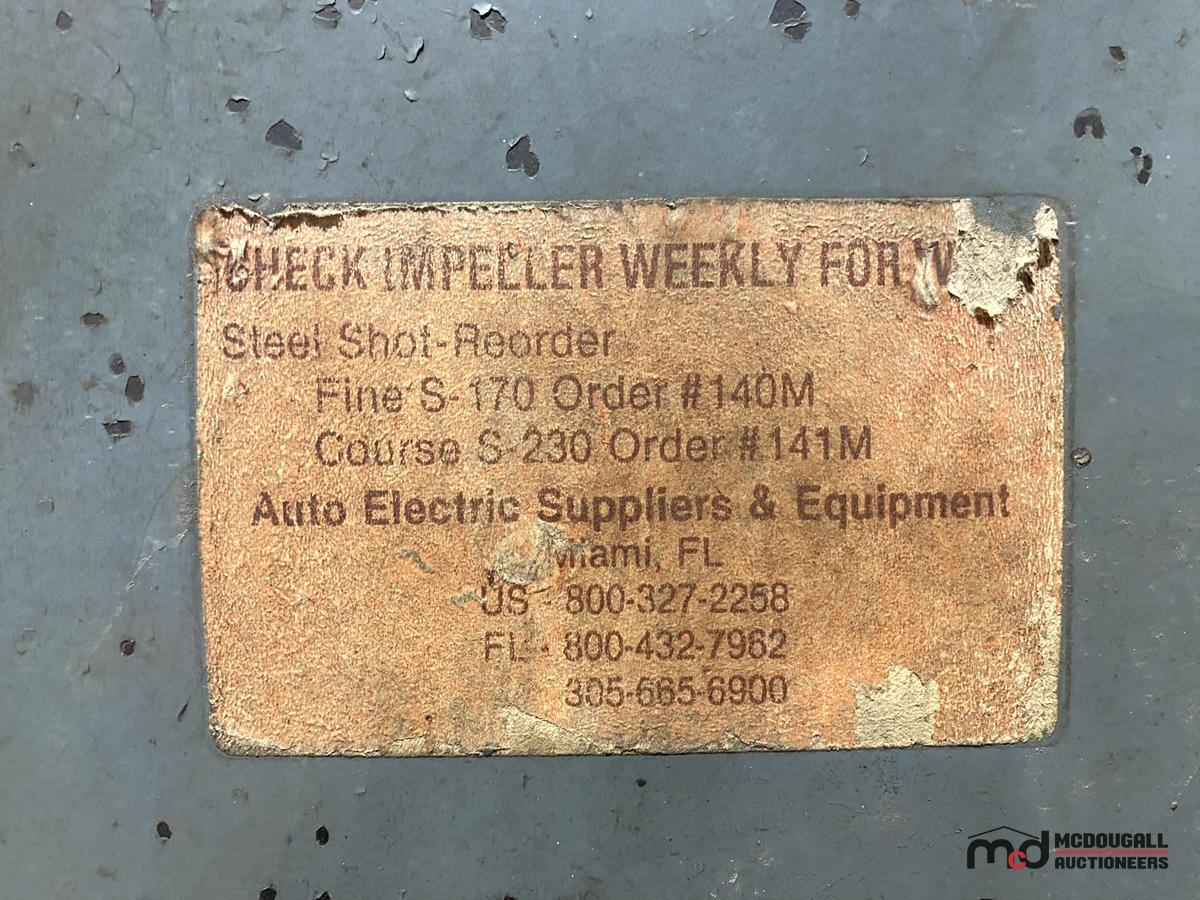 CHECK IMPELLER WEEKLY FOR
Steel Shot-Reorder
Fine S-170 Order #140M
Course S-230 Order #141M
Auto Electric Suppliers & Equipment
Miami, FL
US - 800-327-2258
FL - 800-432-7962
305-665-6900
mcd MCDOUGALL
AUCTIONEERS